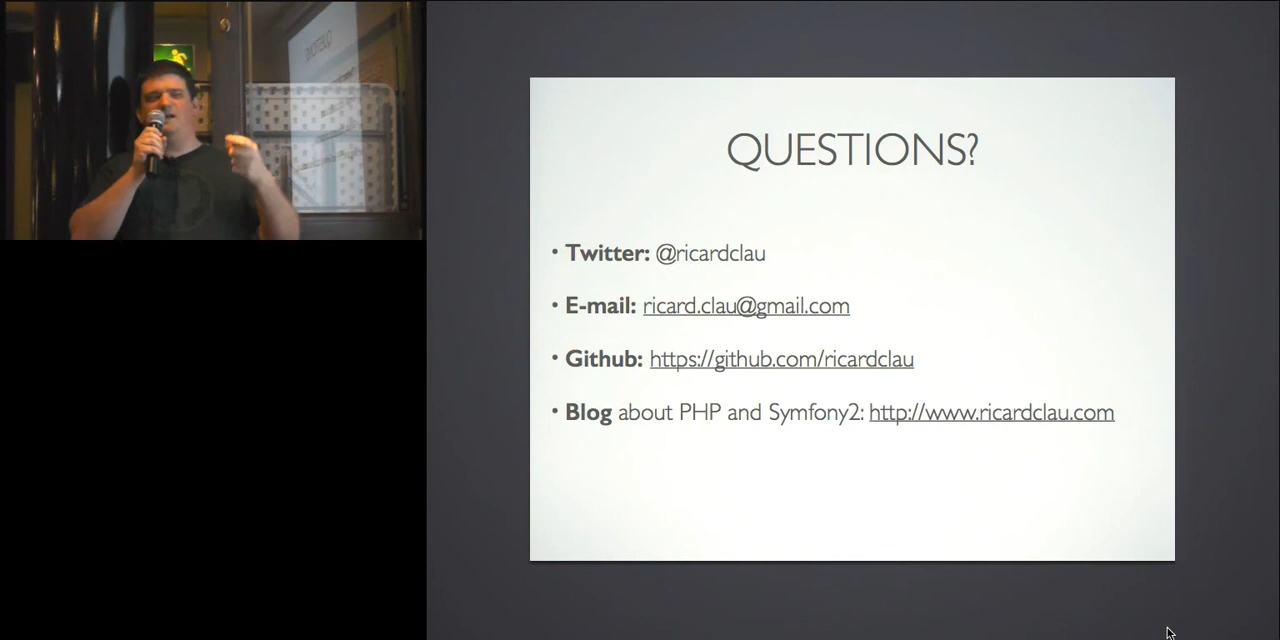 QUESTIONS?
• Twitter: @ricardclau
• E-mail: ricard.clau@gmail.com
• Github: https://github.com/ricardclau
• Blog about PHP and Symfony2: http://www.ricardclau.com